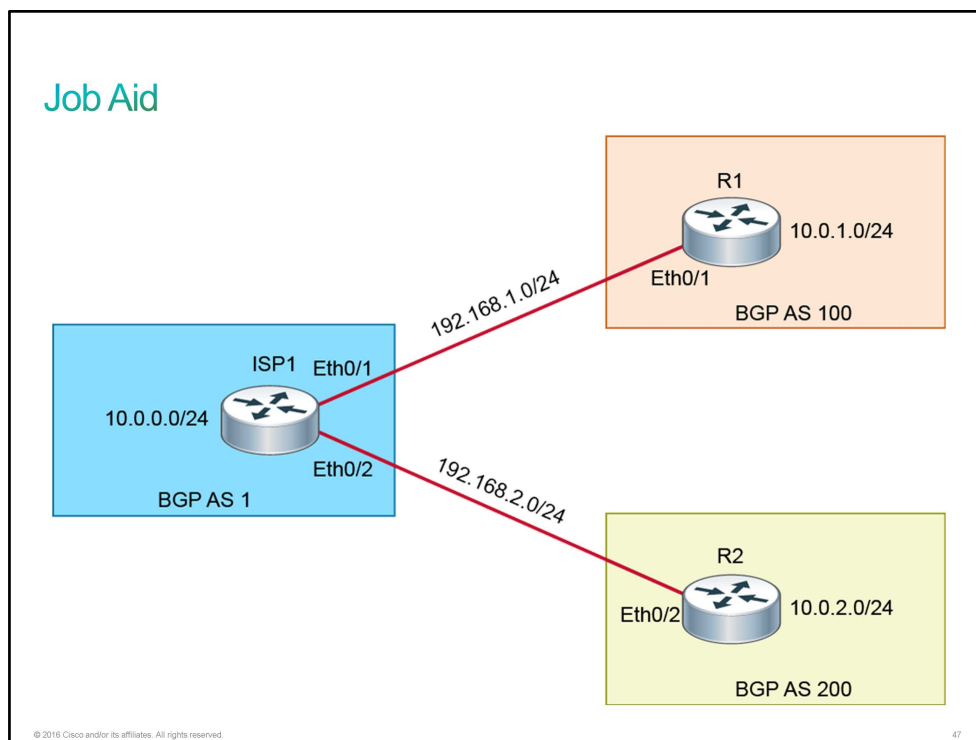 Job Aid
R1
10.0.1.0/24
Eth0/1
192.168.1.0/24
BGP AS 100
ISP1
Eth0/1
10.0.0.0/24
Eth0/2
BGP AS 1
192.168.2.0/24
R2
Eth0/2
10.0.2.0/24
BGP AS 200
© 2016 Cisco and/or its affiliates. All rights reserved.
47